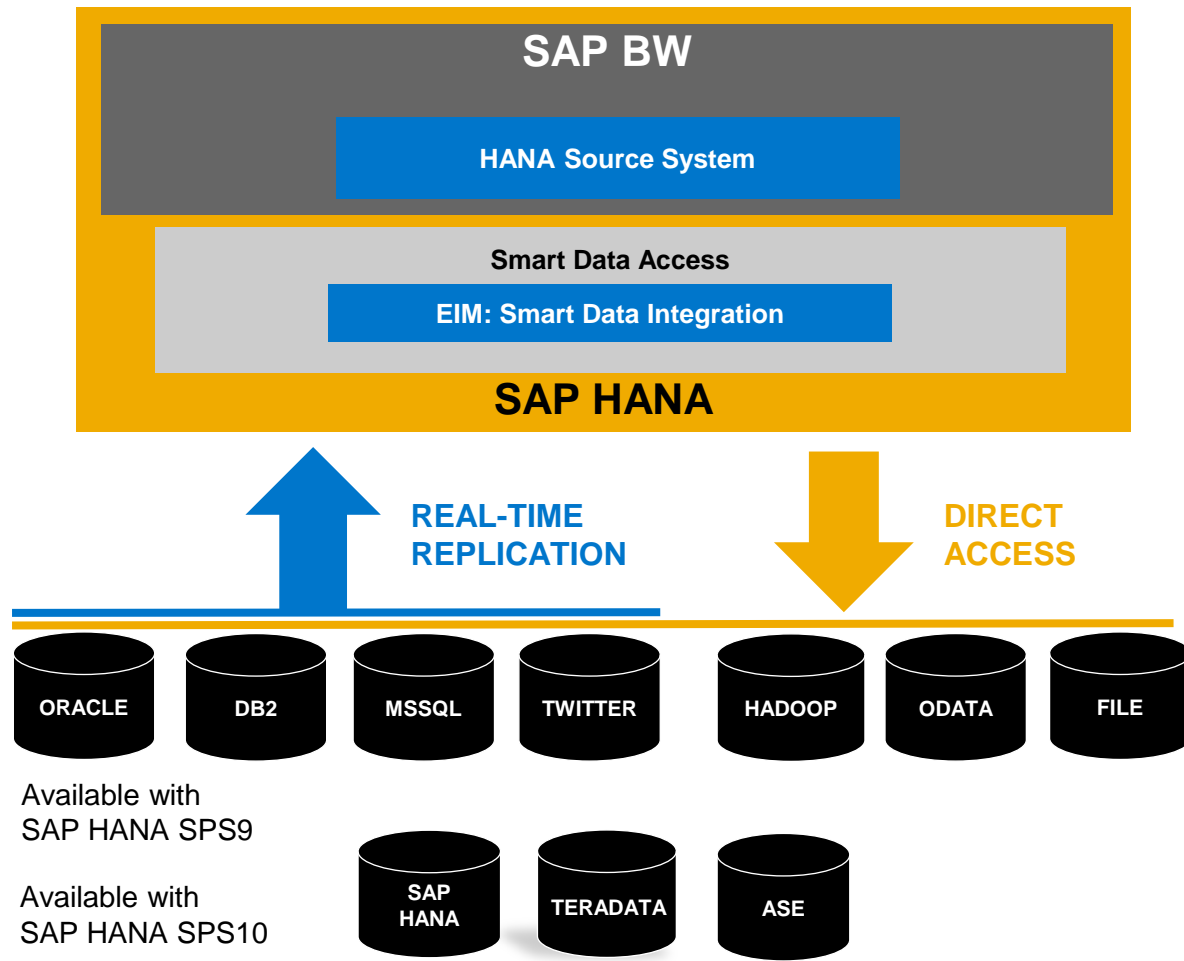 SAP BW
HANA Source System
Smart Data Access
EIM: Smart Data Integration
SAP HANA
REAL-TIME
REPLICATION
DIRECT
ACCESS
ORACLE
DB2
MSSQL
TWITTER
HADOOP
ODATA
FILE
Available with
SAP HANA SPS9
SAP
HANA
TERADATA
ASE
Available with
SAP HANA SPS10